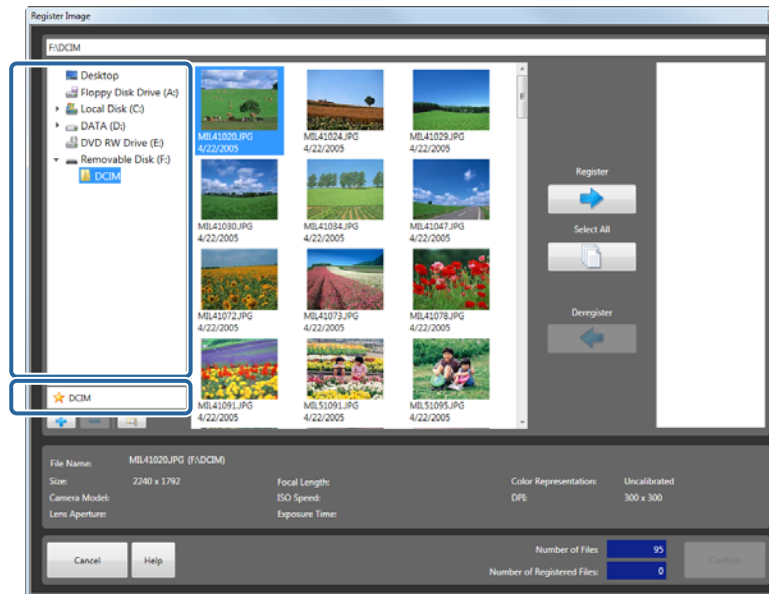 Register Image
F:\DCIM
Desktop
Floppy Disk Drive (A:)
Local Disk (C:)
DATA (D:)
DVD RW Drive (E:)
Removable Disk (F:)
DCIM
MIL41020.JPG
4/22/2005
MIL41024.JPG
4/22/2005
MIL41029.JPG
4/22/2005
MIL41030.JPG
4/22/2005
MIL41034.JPG
4/22/2005
MIL41047.JPG
4/22/2005
MIL41072.JPG
4/22/2005
MIL41073.JPG
4/22/2005
MIL41078.JPG
4/22/2005
MIL41091.JPG
4/22/2005
MIL51091.JPG
4/22/2005
MIL51095.JPG
4/22/2005
Register
Select All
Deregister
DCIM
File Name: MIL41020.JPG (F:\DCIM)
Size: 2240 x 1792 Focal Length: Color Representation: Uncalibrated
Camera Model: ISO Speed: DPI: 300 x 300
Lens Aperture: Exposure Time:
Cancel Help
Number of Files 95
Number of Registered Files: 0
Confirm